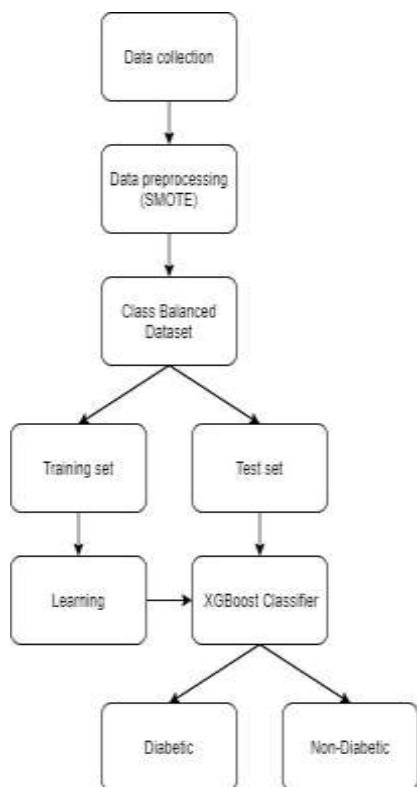 Data collection
Data preprocessing
(SMOTE)
Class Balanced
Dataset
Training set
Test set
Learning
XGBoost Classifier
Diabetic
Non-Diabetic